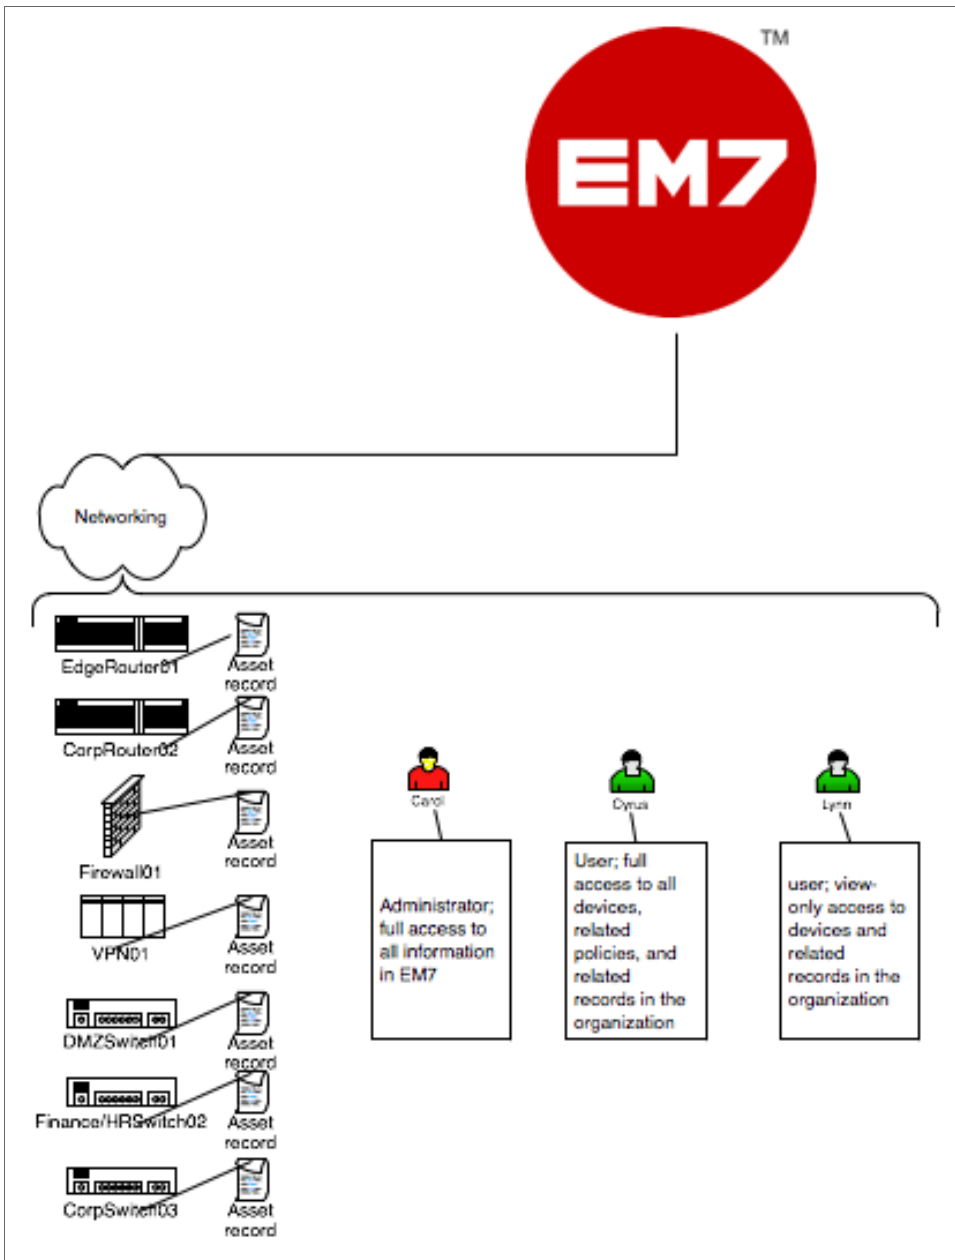 TM
EM7
Networking
EdgeRouter01
Asset
record
CorpRouter02
Asset
record
Firewall01
Asset
record
VPN01
Asset
record
DMZSwitch01
Asset
record
Finance/HRSwitch02
Asset
record
CorpSwitch03
Asset
record
Carol
Administrator;
full access to
all information
in EM7
Cyrus
User; full
access to all
devices,
related
policies, and
related
records in the
organization
Lynn
user; view-
only access to
devices and
related
records in the
organization